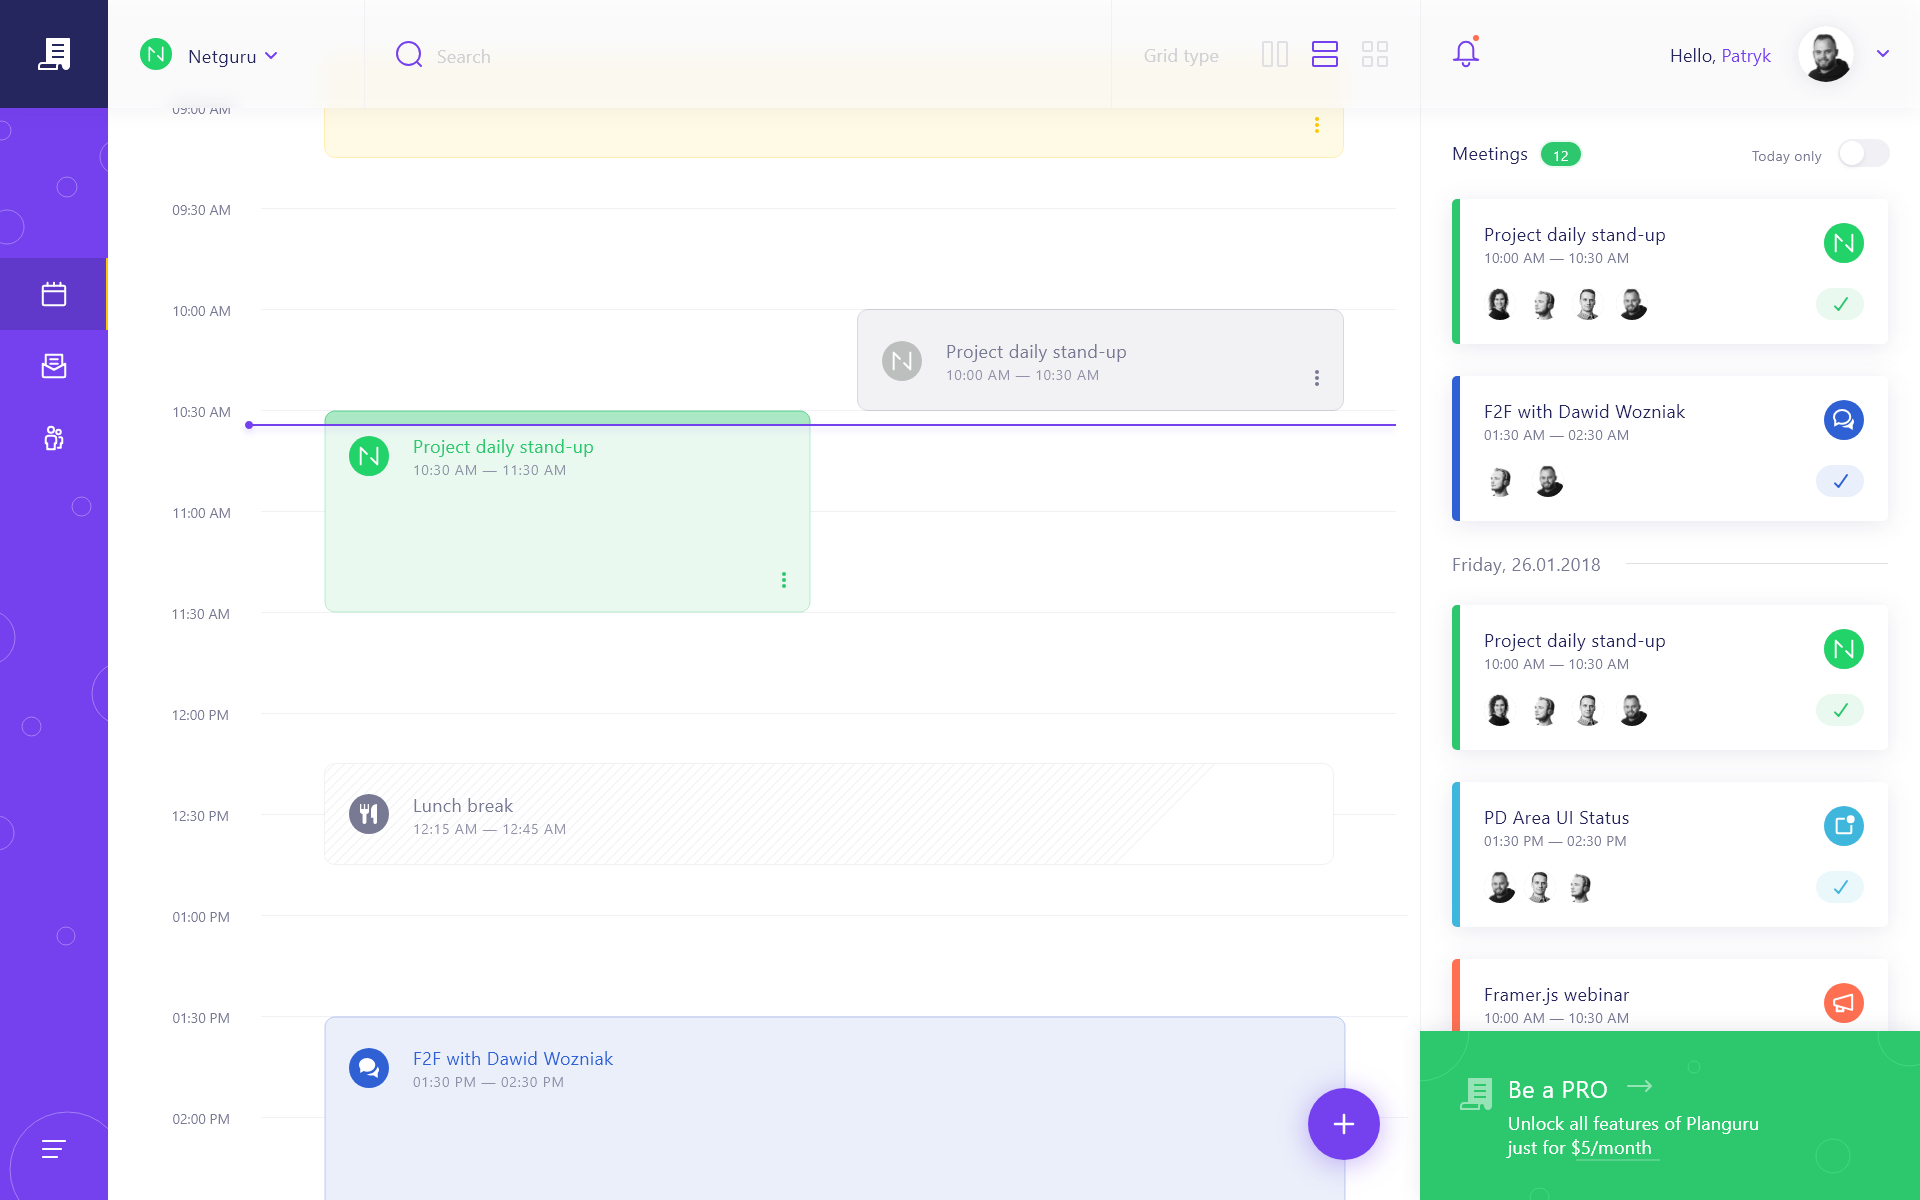 Netguru
Search
Grid type
Hello, Patryk
09:00 AM
09:30 AM
10:00 AM
Project daily stand-up
10:00 AM — 10:30 AM
10:30 AM
Project daily stand-up
10:30 AM — 11:30 AM
11:00 AM
11:30 AM
12:00 PM
Lunch break
12:15 AM — 12:45 AM
12:30 PM
01:00 PM
01:30 PM
F2F with Dawid Wozniak
01:30 PM — 02:30 PM
02:00 PM
Meetings 12
Today only
Project daily stand-up
10:00 AM — 10:30 AM
F2F with Dawid Wozniak
01:30 AM — 02:30 AM
Friday, 26.01.2018
Project daily stand-up
10:00 AM — 10:30 AM
PD Area UI Status
01:30 PM — 02:30 PM
Framer.js webinar
10:00 AM — 10:30 AM
Be a PRO
Unlock all features of Planguru
just for $5/month